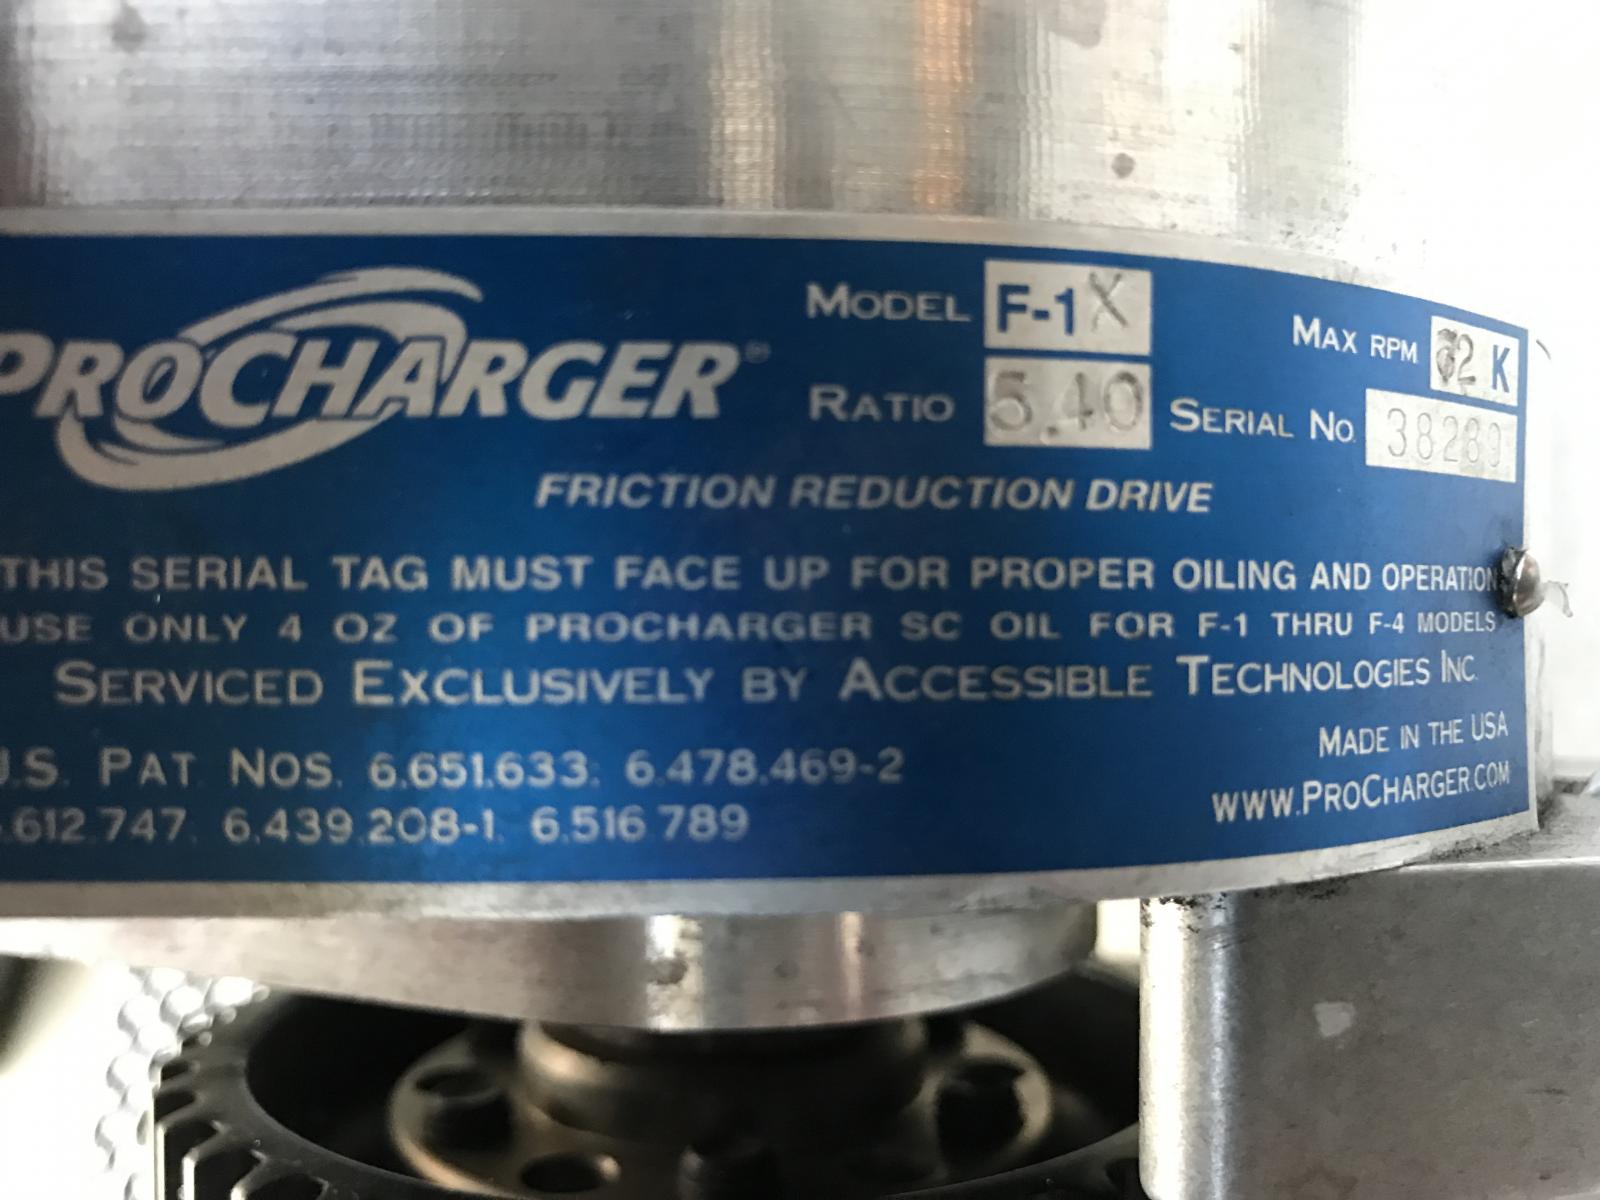 PROCHARGER®
MODEL F-1X
RATIO 5.40
MAX RPM 2 K
SERIAL NO. 38289
FRICTION REDUCTION DRIVE
THIS SERIAL TAG MUST FACE UP FOR PROPER OILING AND OPERATION
USE ONLY 4 OZ OF PROCHARGER SC OIL FOR F-1 THRU F-4 MODELS
SERVICED EXCLUSIVELY BY ACCESSIBLE TECHNOLOGIES INC.
U.S. PAT. NOS. 6,651,633; 6,478,469-2
,612,747, 6,439,208-1, 6,516,789
MADE IN THE USA
WWW.PROCHARGER.COM